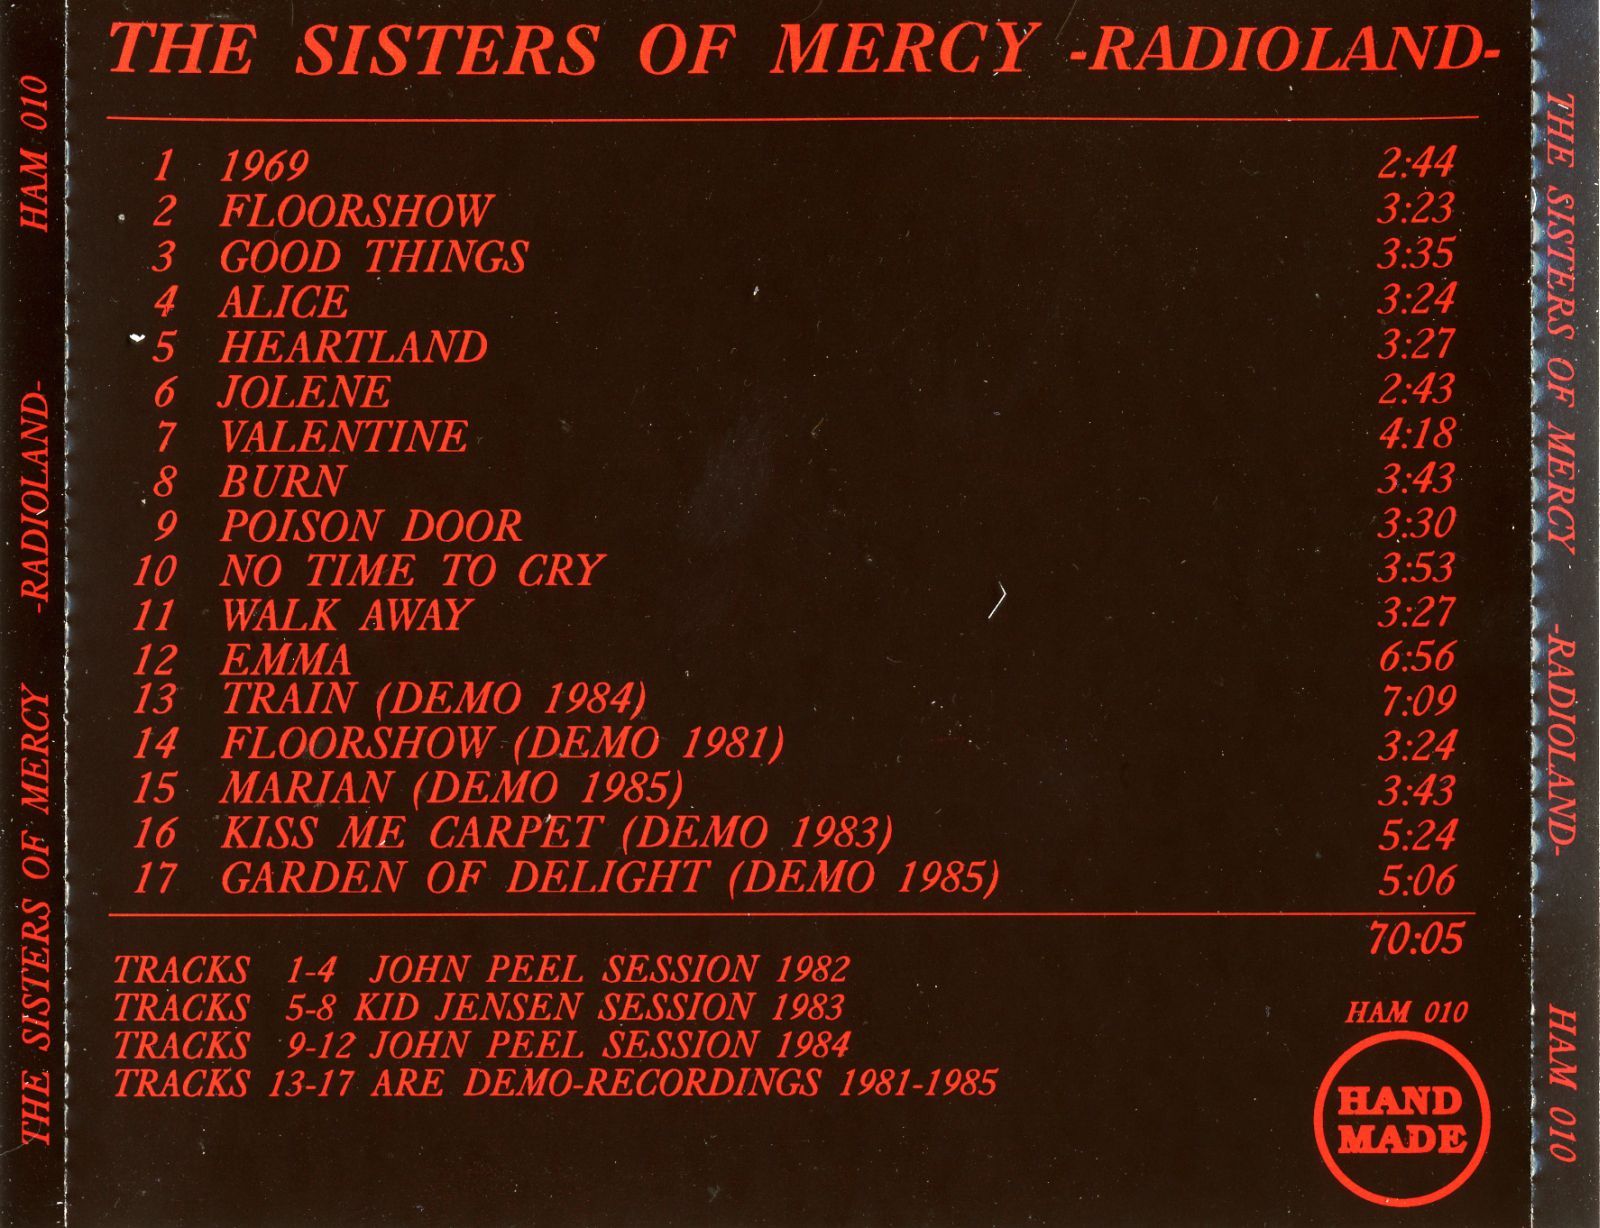 THE SISTERS OF MERCY -RADIOLAND-
1 1969 2:44
2 FLOORSHOW 3:23
3 GOOD THINGS 3:35
4 ALICE 3:24
5 HEARTLAND 3:27
6 JOLENE 2:43
7 VALENTINE 4:18
8 BURN 3:43
9 POISON DOOR 3:30
10 NO TIME TO CRY 3:53
11 WALK AWAY 3:27
12 EMMA 6:56
13 TRAIN (DEMO 1984) 7:09
14 FLOORSHOW (DEMO 1981) 3:24
15 MARIAN (DEMO 1985) 3:43
16 KISS ME CARPET (DEMO 1983) 5:24
17 GARDEN OF DELIGHT (DEMO 1985) 5:06
70:05
TRACKS 1-4 JOHN PEEL SESSION 1982
TRACKS 5-8 KID JENSEN SESSION 1983
TRACKS 9-12 JOHN PEEL SESSION 1984
TRACKS 13-17 ARE DEMO-RECORDINGS 1981-1985
HAM 010
HAND
MADE
THE SISTERS OF MERCY -RADIOLAND- HAM 010
THE SISTERS OF MERCY -RADIOLAND- HAM 010